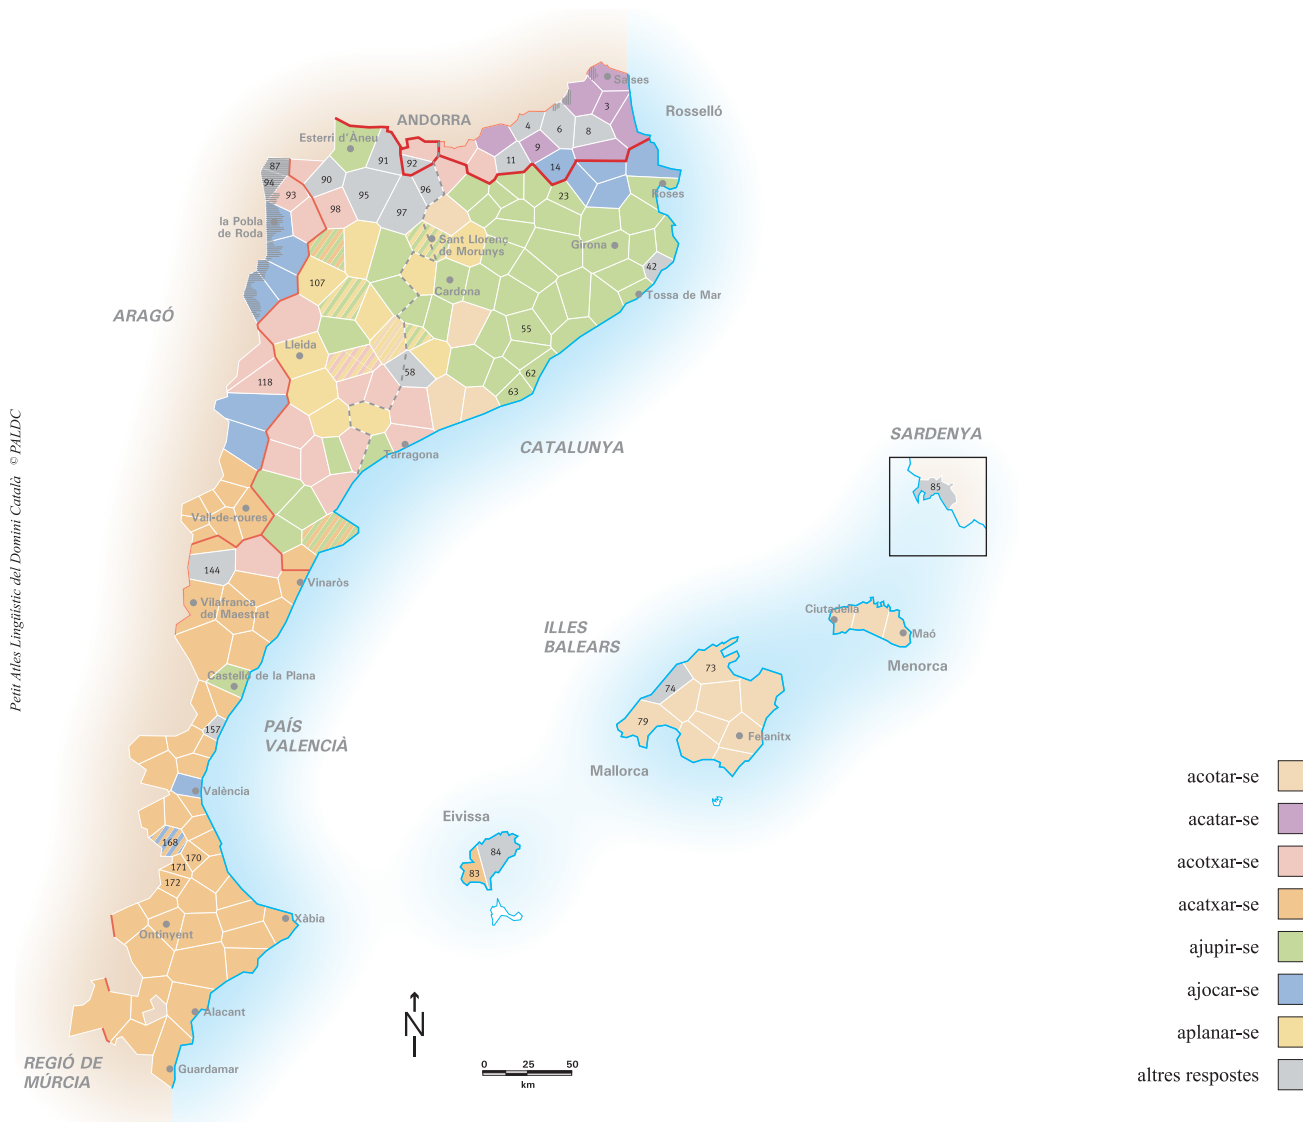 Salses
Rosselló
ANDORRA
3
4
6
8
Esterri d'Àneu
9
91
92
11
14
87
94
90
96
93
95
23
Roses
98
97
la Pobla
de Roda
Sant Llorenç
de Morunys
Girona
42
107
Cardona
Tossa de Mar
ARAGÓ
55
Lleida
58
62
118
63
Petit Atles Lingüístic del Domini Català © PALDC
CATALUNYA
Tarragona
SARDENYA
85
Vall-de-roures
144
Vinaròs
Vilafranca
del Maestrat
Ciutadella
Maó
Menorca
ILLES
BALEARS
73
74
79
Felanitx
Mallorca
Castelló de la Plana
157
PAÍS
VALENCIÀ
València
168
170
171
172
Eivissa
84
83
Xàbia
Ontinyent
Alacant
REGIÓ DE
MÚRCIA
Guardamar
N
0 25 50
km
acotar-se
acatar-se
acotxar-se
acatxar-se
ajupir-se
ajocar-se
aplanar-se
altres respostes